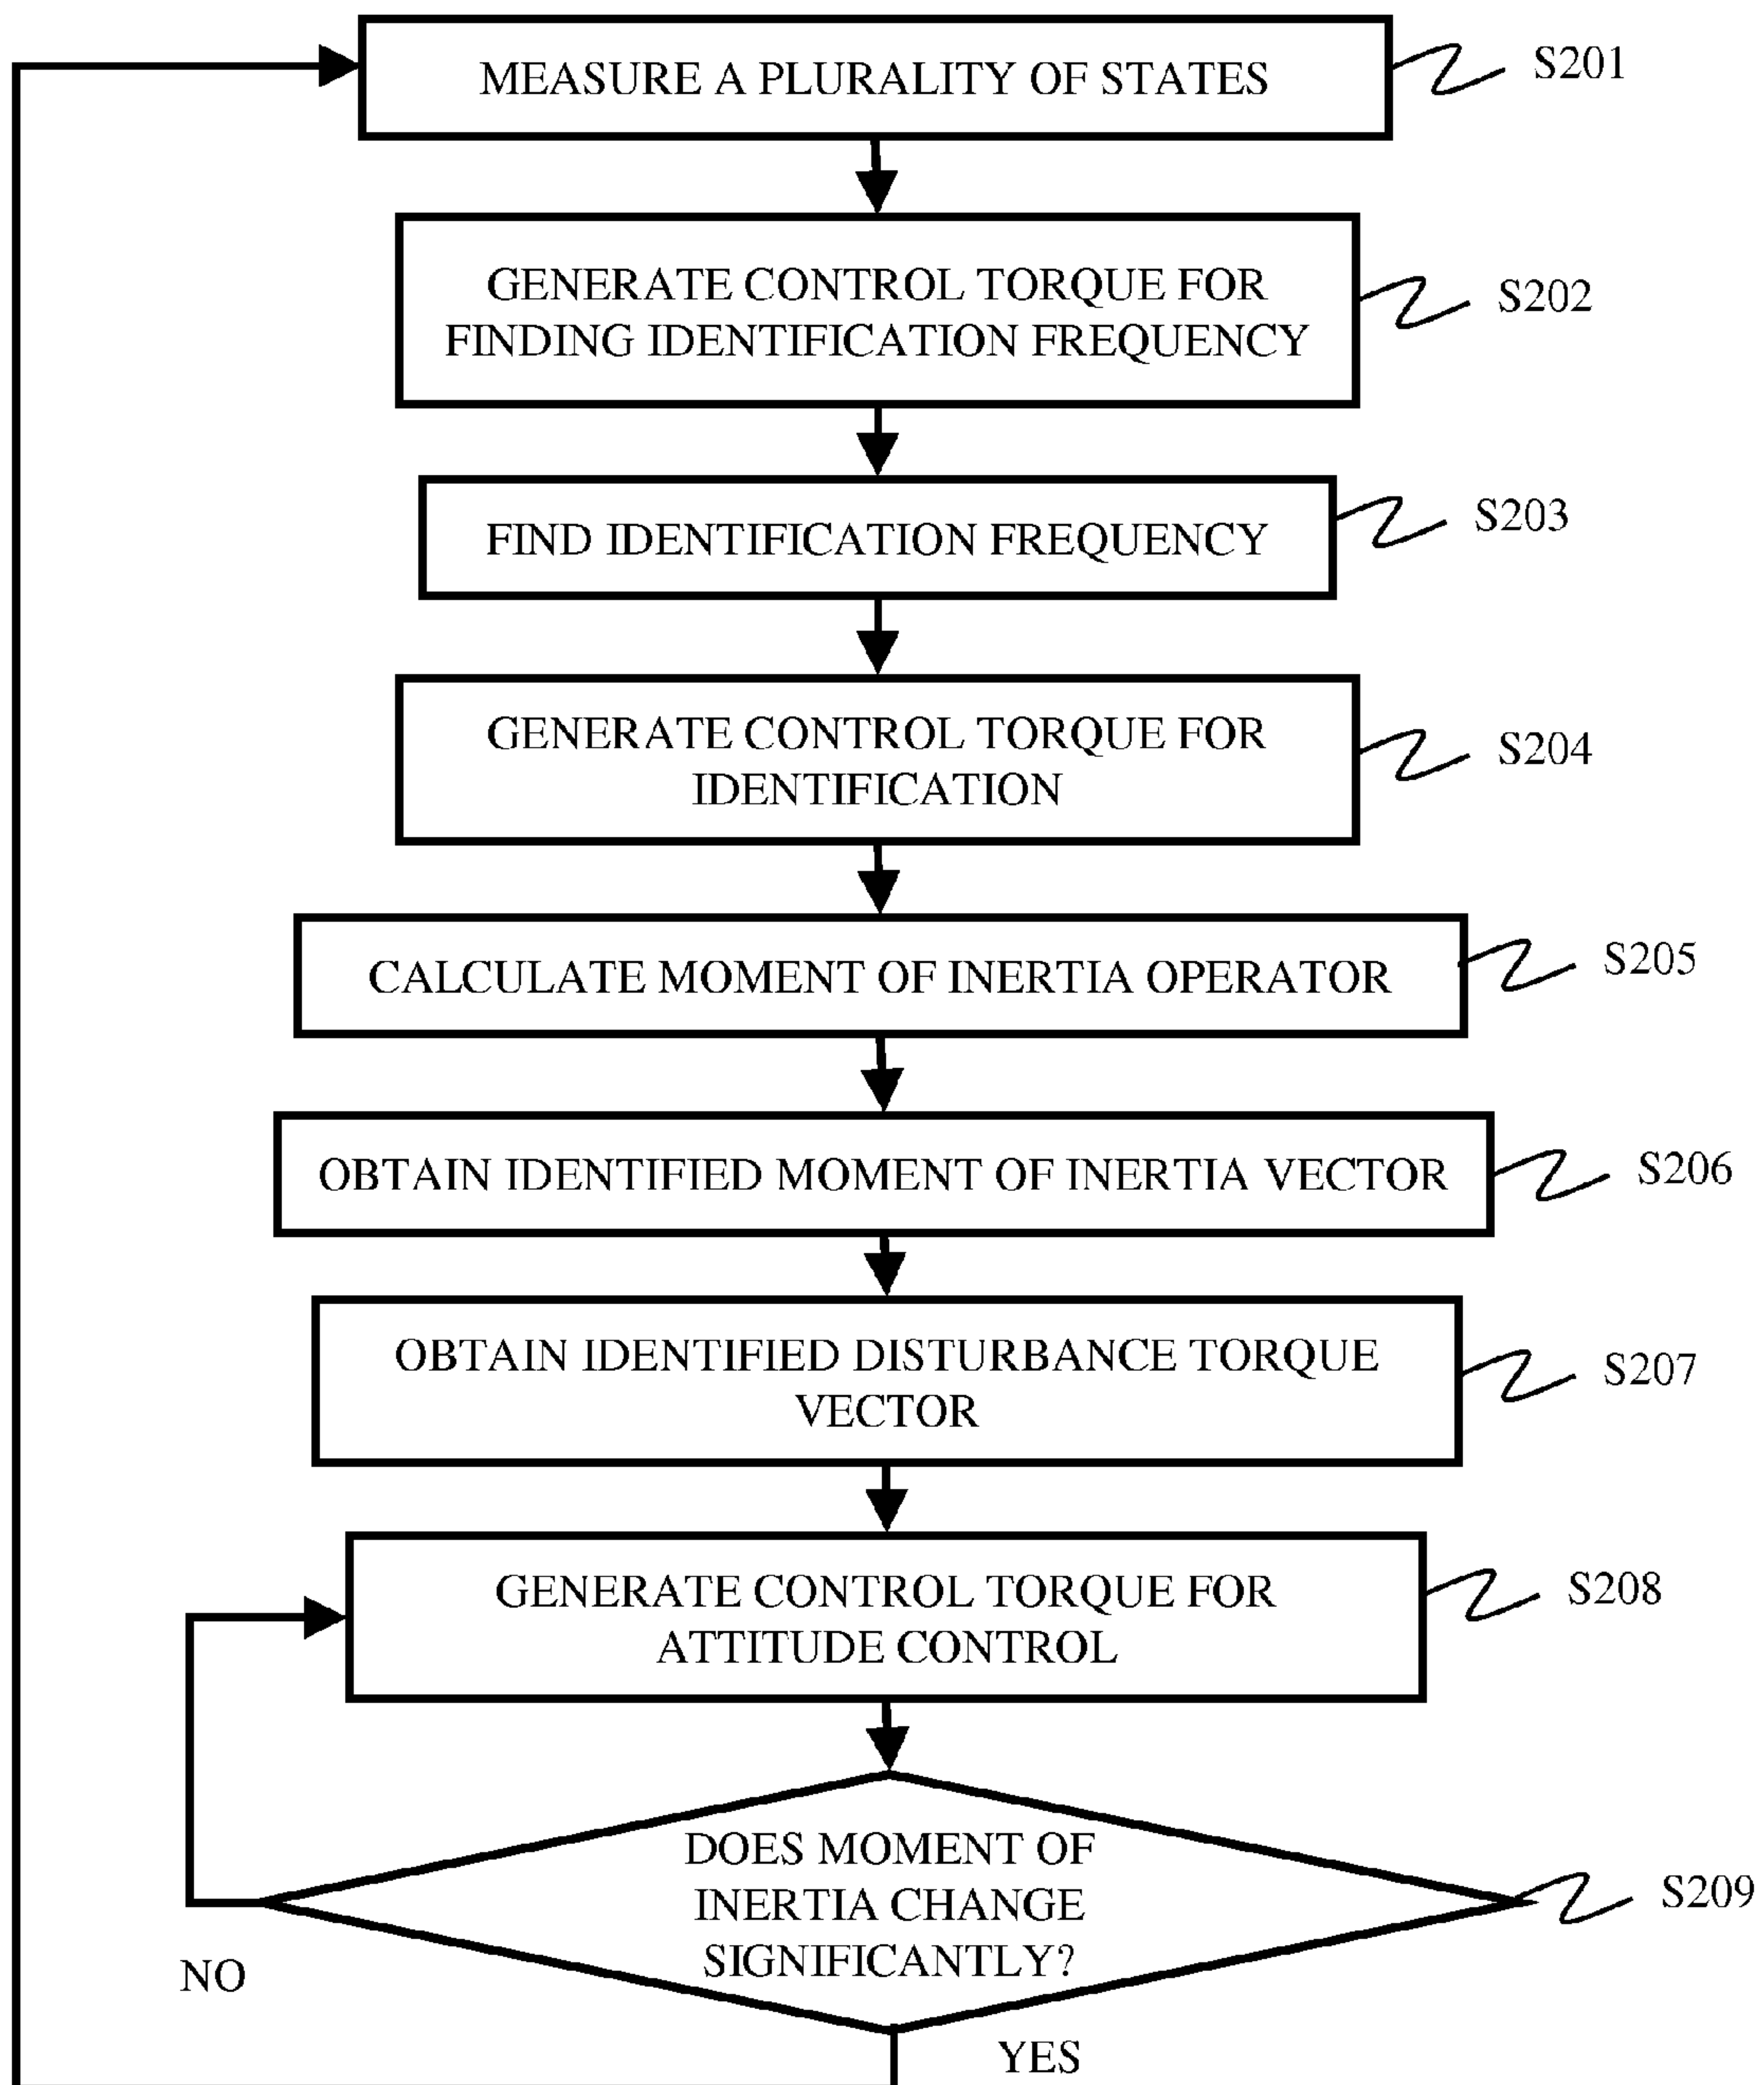 MEASURE A PLURALITY OF STATES
S201
GENERATE CONTROL TORQUE FOR
FINDING IDENTIFICATION FREQUENCY
S202
FIND IDENTIFICATION FREQUENCY
S203
GENERATE CONTROL TORQUE FOR
IDENTIFICATION
S204
CALCULATE MOMENT OF INERTIA OPERATOR
S205
OBTAIN IDENTIFIED MOMENT OF INERTIA VECTOR
S206
OBTAIN IDENTIFIED DISTURBANCE TORQUE
VECTOR
S207
GENERATE CONTROL TORQUE FOR
ATTITUDE CONTROL
S208
DOES MOMENT OF
INERTIA CHANGE
SIGNIFICANTLY?
S209
NO
YES